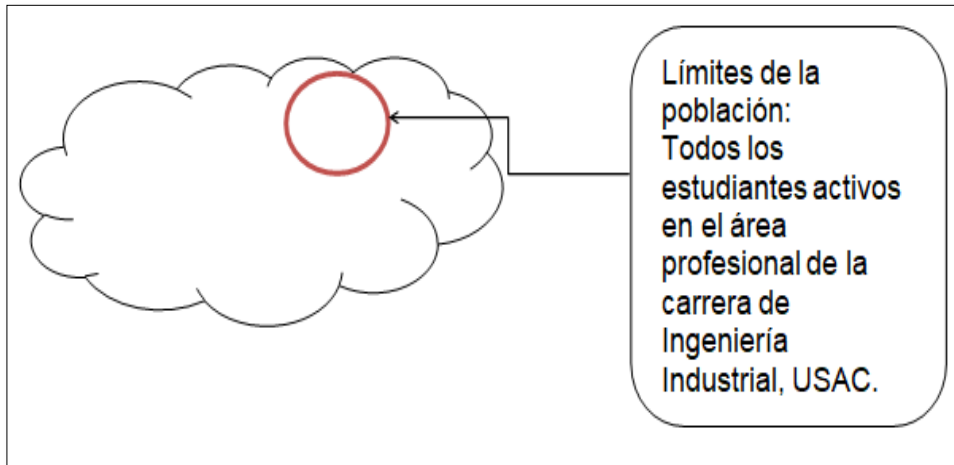 Límites de la
población:
Todos los
estudiantes activos
en el área
profesional de la
carrera de
Ingeniería
Industrial, USAC.